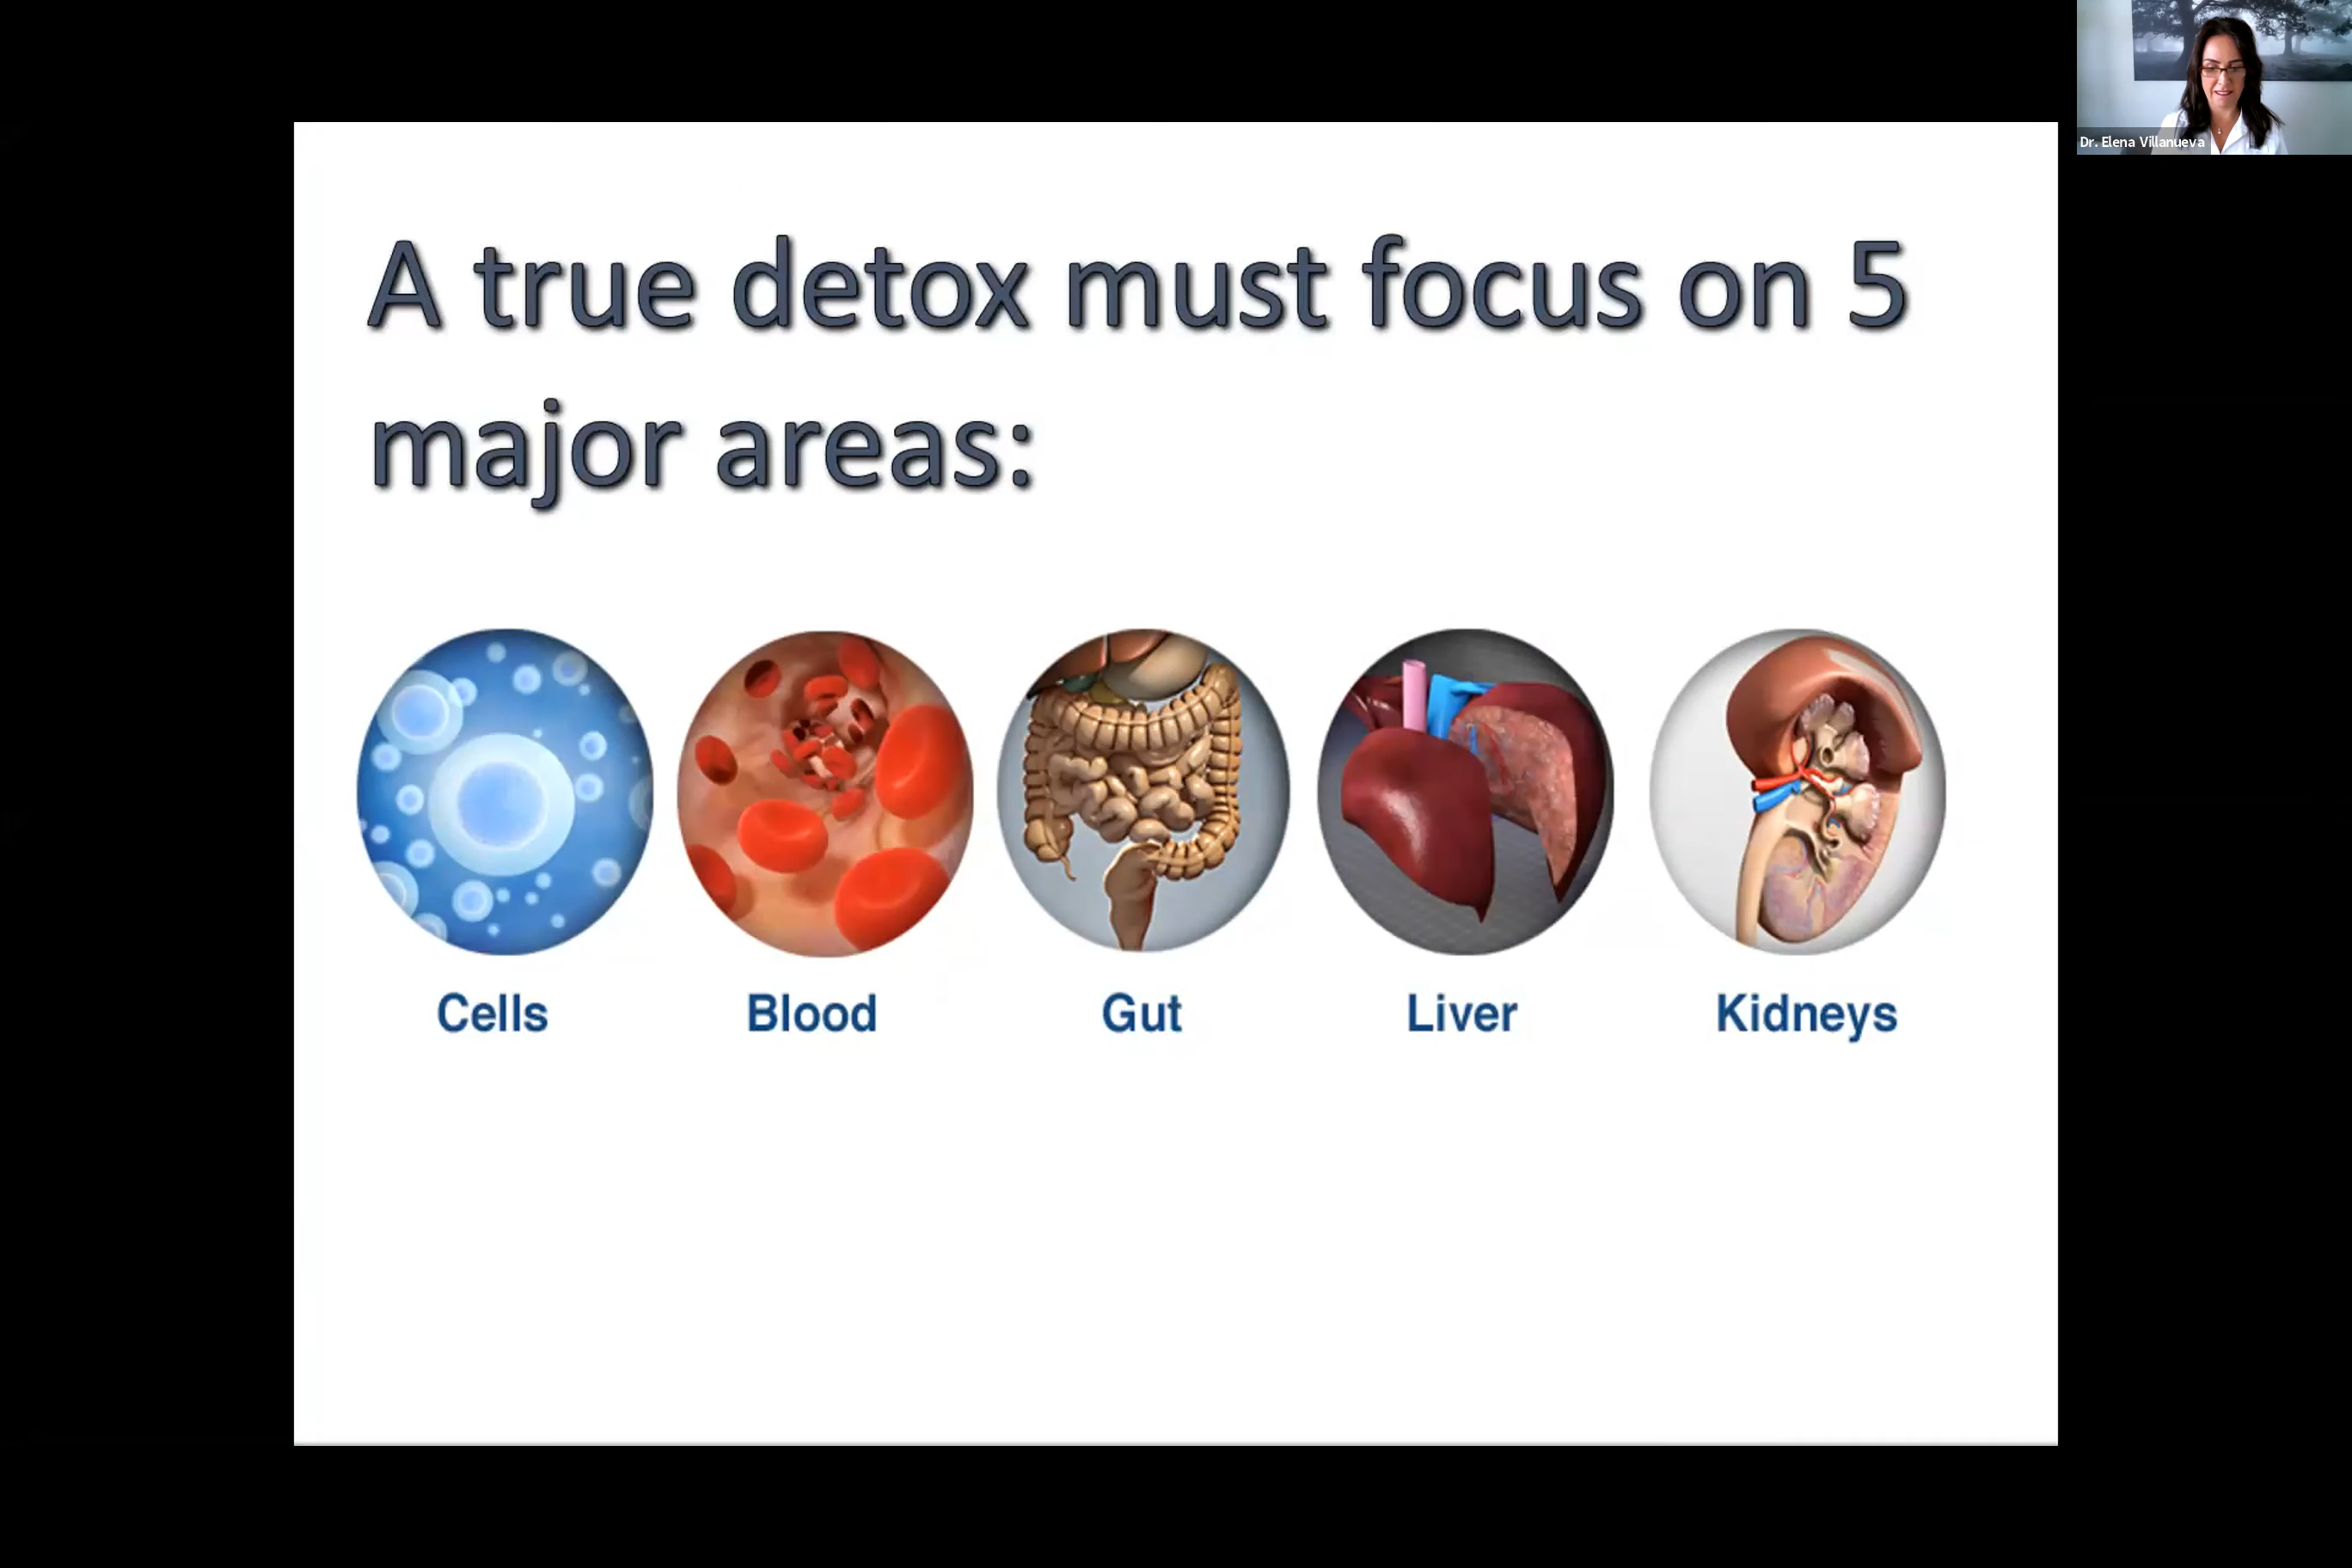 Dr. Elena Villanueva
A true detox must focus on 5
major areas:
Cells
Blood
Gut
Liver
Kidneys